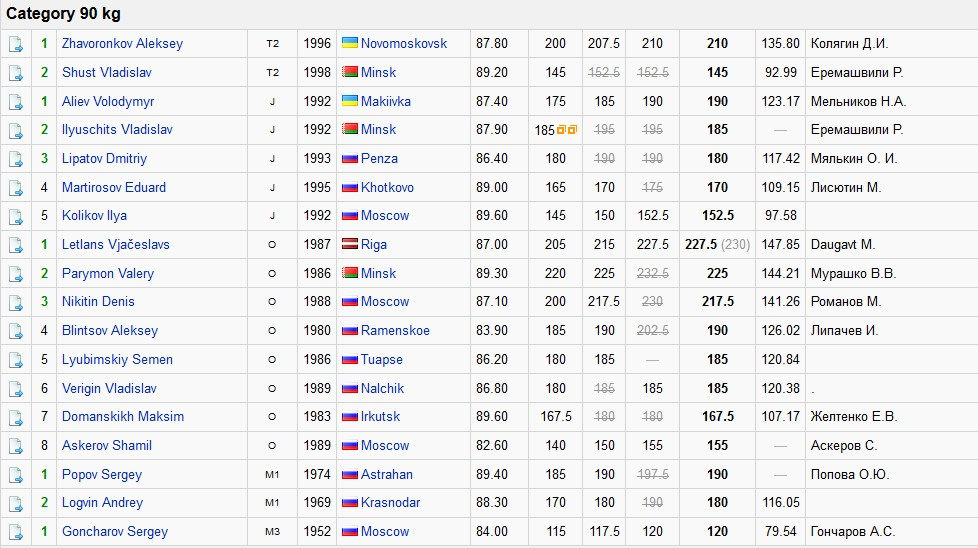 Category 90 kg
1 Zhavoronkov Aleksey T2 1996 Novomoskovsk 87.80 200 207.5 210 210 135.80 Колягин Д.И.
2 Shust Vladislav T2 1998 Minsk 89.20 145 152.5 152.5 145 92.99 Еремашвили Р.
1 Aliev Volodymyr J 1992 Makiivka 87.40 175 185 190 190 123.17 Мельников Н.А.
2 Ilyuschits Vladislav J 1992 Minsk 87.90 185 195 195 185 — Еремашвили Р.
3 Lipatov Dmitriy J 1993 Penza 86.40 180 190 190 180 117.42 Мялькин О. И.
4 Martirosov Eduard J 1995 Khotkovo 89.00 165 170 175 170 109.15 Лисютин М.
5 Kolikov Ilya J 1992 Moscow 89.60 145 150 152.5 152.5 97.58
1 Letlans Vjačeslavs O 1987 Riga 87.00 205 215 227.5 227.5 (230) 147.85 Daugavt M.
2 Parymon Valery O 1986 Minsk 89.30 220 225 232.5 225 144.21 Мурашко В.В.
3 Nikitin Denis O 1988 Moscow 87.10 200 217.5 230 217.5 141.26 Романов М.
4 Blintsov Aleksey O 1980 Ramenskoe 83.90 185 190 202.5 190 126.02 Липачев И.
5 Lyubimskiy Semen O 1986 Tuapse 86.20 180 185 — 185 120.84
6 Verigin Vladislav O 1989 Nalchik 86.80 180 185 185 185 120.38 .
7 Domanskikh Maksim O 1983 Irkutsk 89.60 167.5 180 180 167.5 107.17 Желтенко Е.В.
8 Askerov Shamil O 1989 Moscow 82.60 140 150 155 155 — Аскеров С.
1 Popov Sergey M1 1974 Astrahan 89.40 185 190 197.5 190 — Попова О.Ю.
2 Logvin Andrey M1 1969 Krasnodar 88.30 170 180 190 180 116.05
1 Goncharov Sergey M3 1952 Moscow 84.00 115 117.5 120 120 79.54 Гончаров А.С.